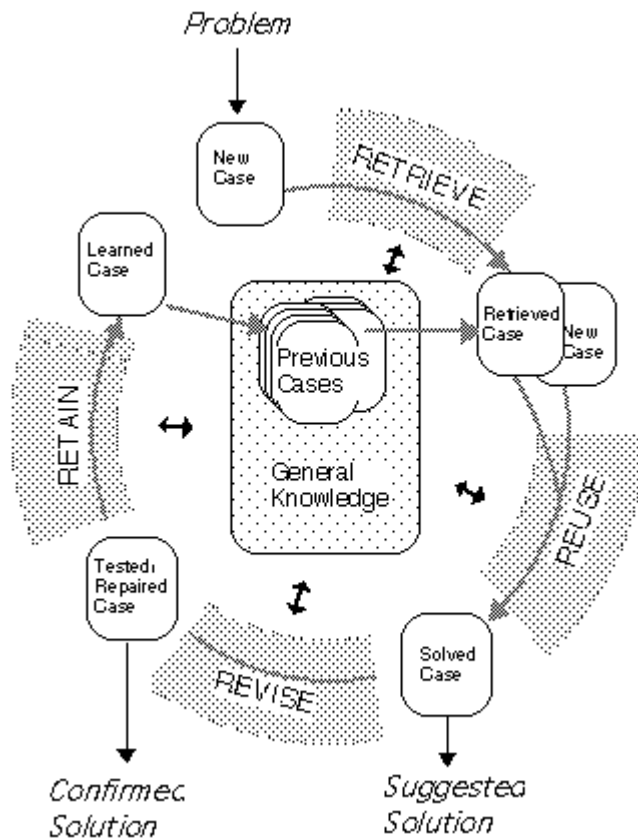 Problem
New
Case
RETRIEVE
Learned
Case
Retrieved
Case
New
Case
Previous
Cases
General
Knowledge
RETAIN
REUSE
Tested/
Repaired
Case
REVISE
Solved
Case
Confirmed
Solution
Suggested
Solution